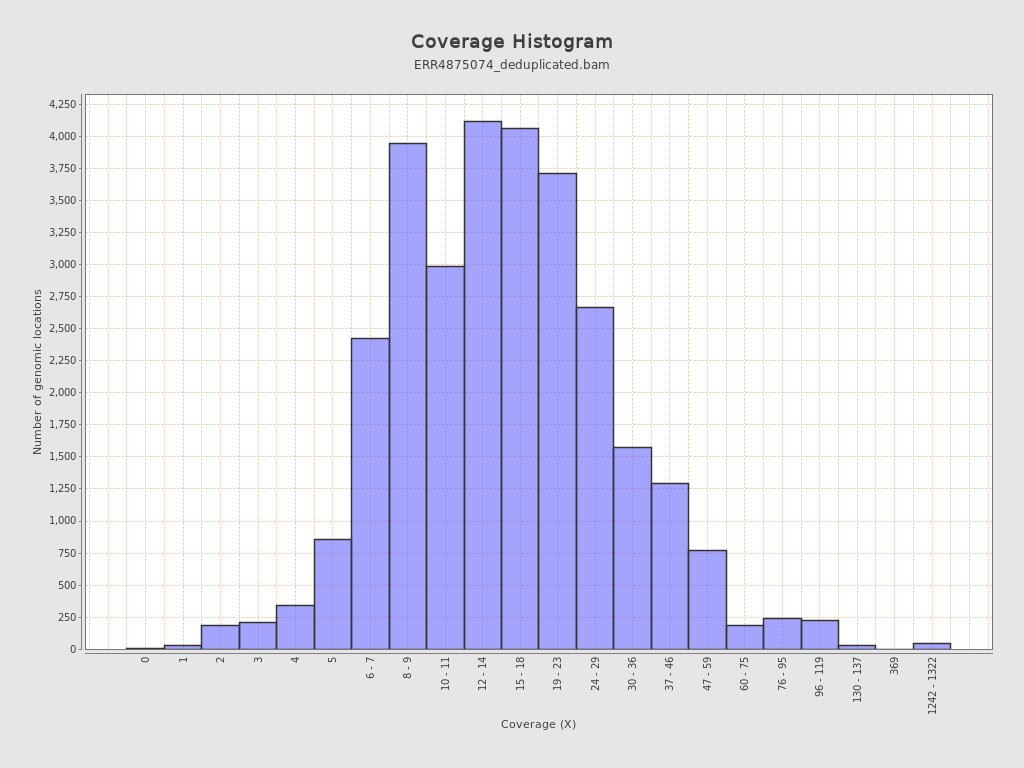 Coverage Histogram
ERR4875074_deduplicated.bam
Number of genomic locations
4,250
4,000
3,750
3,500
3,250
3,000
2,750
2,500
2,250
2,000
1,750
1,500
1,250
1,000
750
500
250
0
0
1
2
3
4
5
6 - 7
8 - 9
10 - 11
12 - 14
15 - 18
19 - 23
24 - 29
30 - 36
37 - 46
47 - 59
60 - 75
76 - 95
96 - 119
130 - 137
369
1242 - 1322
Coverage (X)